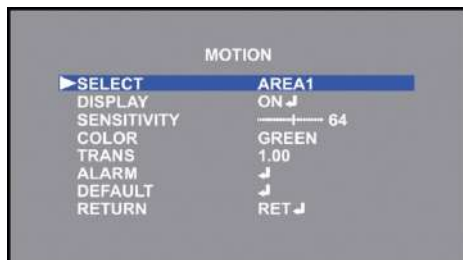 MOTION
►SELECT AREA1
DISPLAY ON↲
SENSITIVITY 64
COLOR GREEN
TRANS 1.00
ALARM ↲
DEFAULT ↲
RETURN RET↲